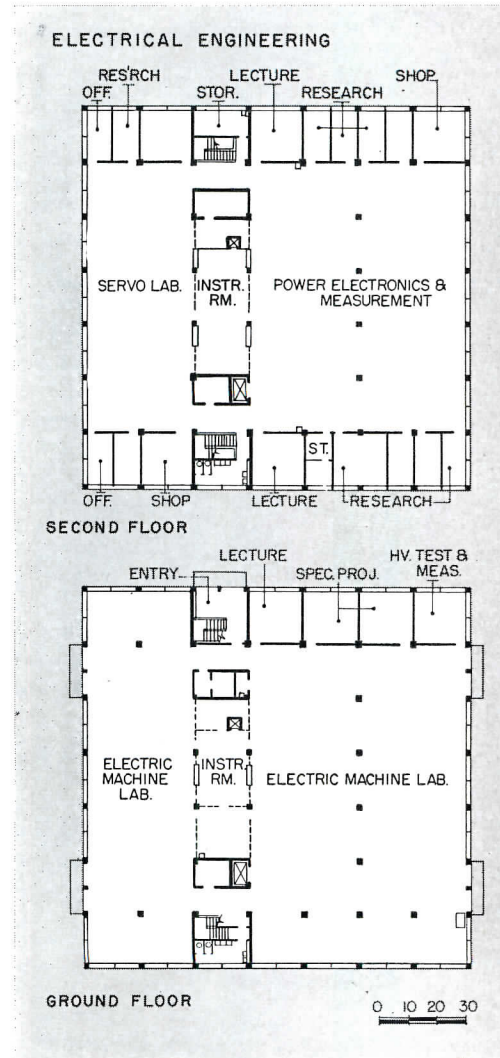 ELECTRICAL ENGINEERING
RES'RCH LECTURE SHOP
OFF. STOR. RESEARCH
SERVO LAB. INSTR. POWER ELECTRONICS &
RM. MEASUREMENT
ST.
OFF. SHOP LECTURE RESEARCH
SECOND FLOOR
LECTURE HV. TEST &
ENTRY SPEC. PROJ. MEAS.
ELECTRIC INSTR. ELECTRIC MACHINE LAB.
MACHINE RM.
LAB.
GROUND FLOOR
0 10 20 30